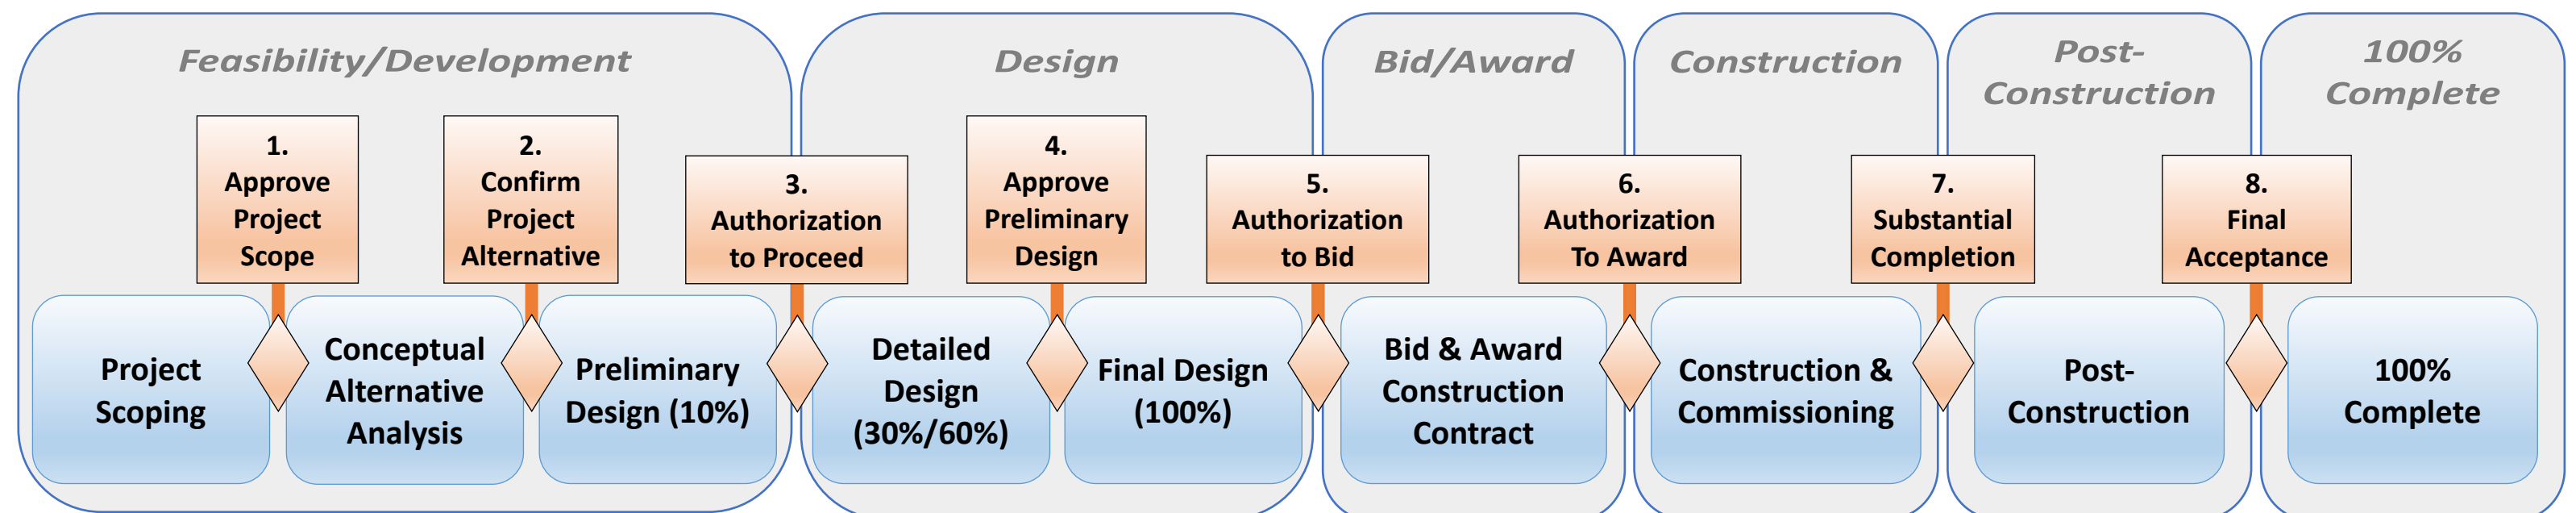 Feasibility/Development
Design
Bid/Award
Construction
Post-
Construction
100%
Complete
1.
Approve
Project
Scope
2.
Confirm
Project
Alternative
3.
Authorization
to Proceed
4.
Approve
Preliminary
Design
5.
Authorization
to Bid
6.
Authorization
To Award
7.
Substantial
Completion
8.
Final
Acceptance
Project
Scoping
Conceptual
Alternative
Analysis
Preliminary
Design (10%)
Detailed
Design
(30%/60%)
Final Design
(100%)
Bid & Award
Construction
Contract
Construction &
Commissioning
Post-
Construction
100%
Complete